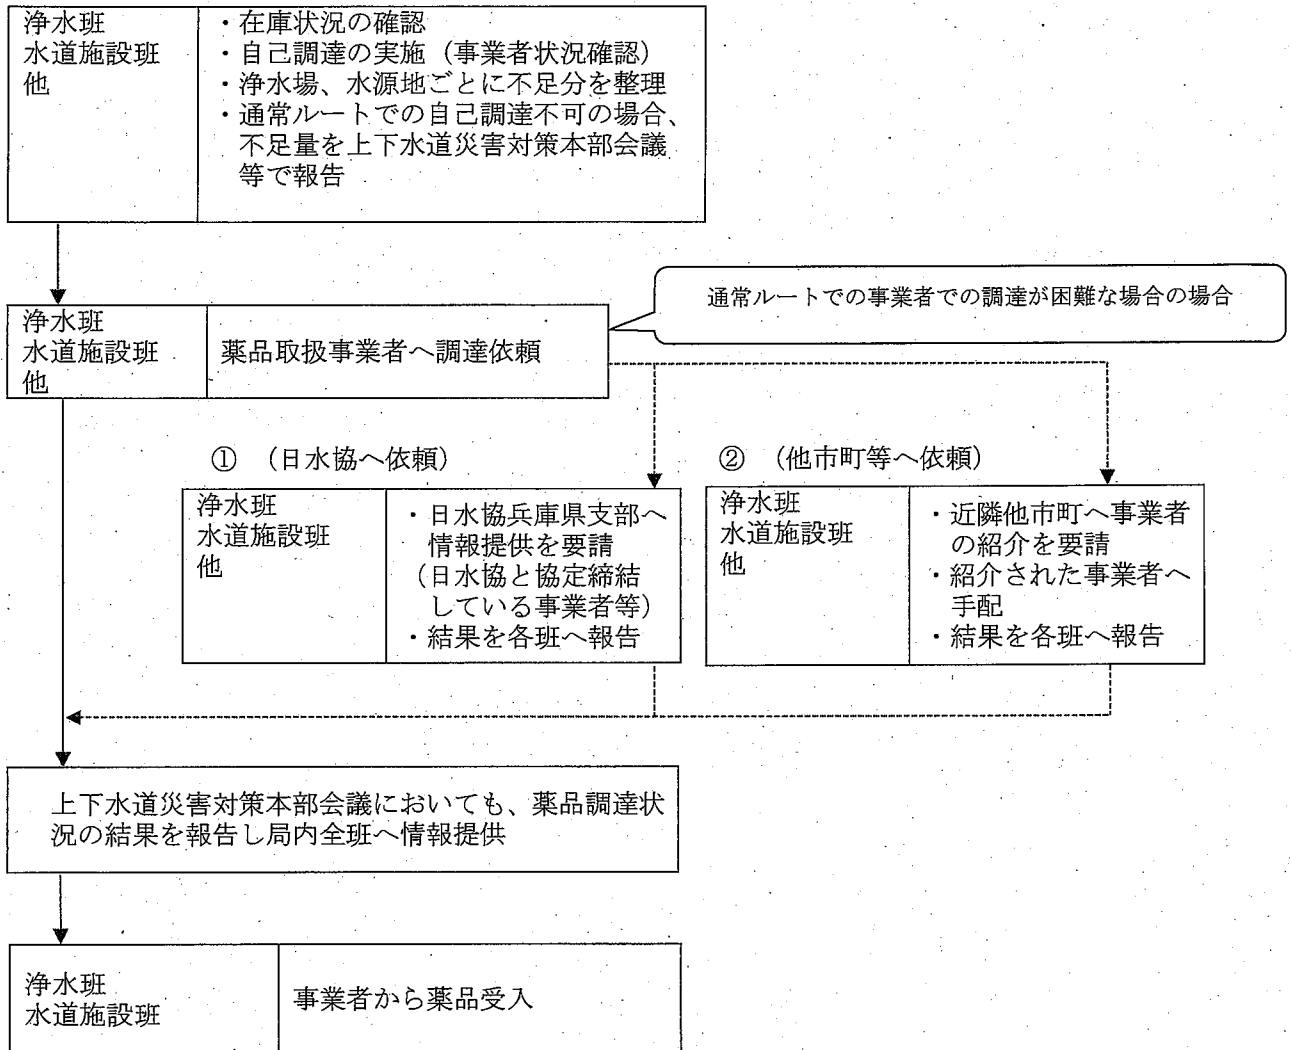 浄水班
水道施設班
他
・在庫状況の確認
・自己調達の実施（事業者状況確認）
・浄水場、水源地ごとに不足分を整理
・通常ルートでの自己調達不可の場合、
不足量を上下水道災害対策本部会議
等で報告
通常ルートでの事業者での調達が困難な場合の場合
浄水班
水道施設班
他
薬品取扱事業者へ調達依頼
① （日水協へ依頼）
浄水班
水道施設班
他
・日水協兵庫県支部へ
情報提供を要請
（日水協と協定締結
している事業者等）
・結果を各班へ報告
② （他市町等へ依頼）
浄水班
水道施設班
他
・近隣他市町へ事業者
の紹介を要請
・紹介された事業者へ
手配
・結果を各班へ報告
上下水道災害対策本部会議においても、薬品調達状
況の結果を報告し局内全班へ情報提供
浄水班
水道施設班
事業者から薬品受入